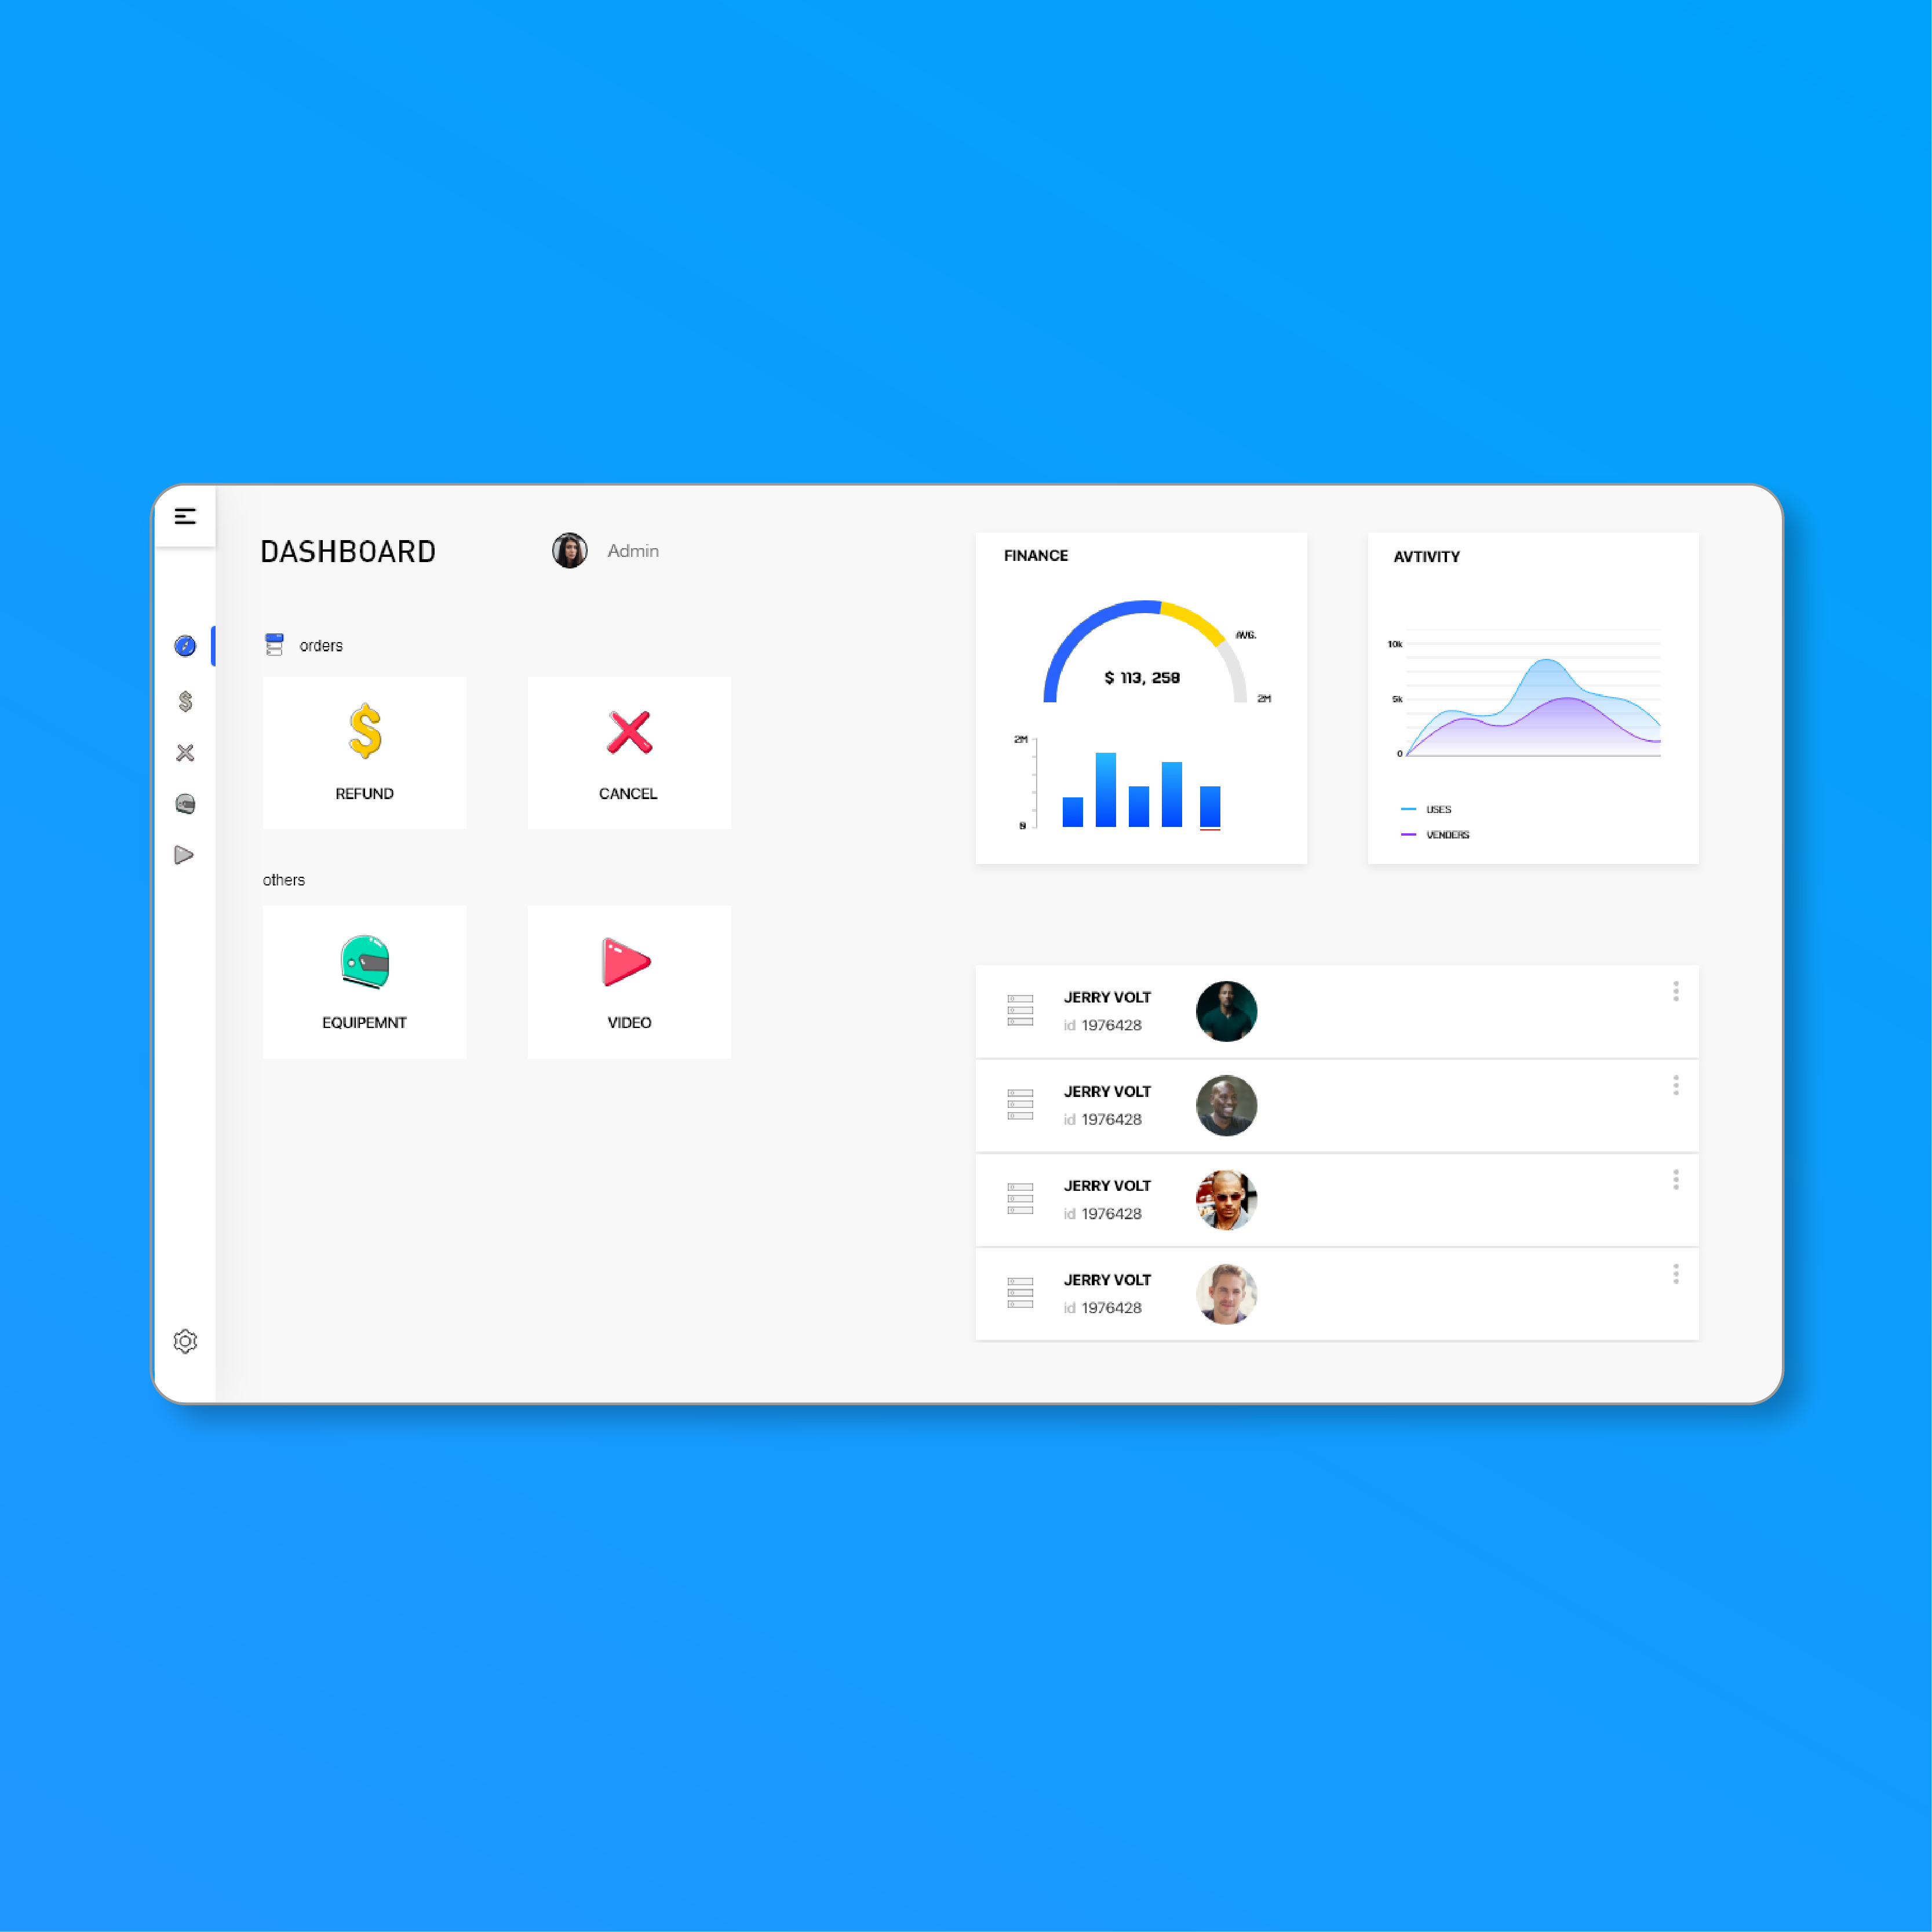 DASHBOARD
Admin
orders
REFUND
CANCEL
others
EQUIPEMNT
VIDEO
FINANCE
AVG.
$ 113, 258
2M
2M
0
AVTIVITY
10k
5k
0
USES
VENDERS
JERRY VOLT
id 1976428
JERRY VOLT
id 1976428
JERRY VOLT
id 1976428
JERRY VOLT
id 1976428